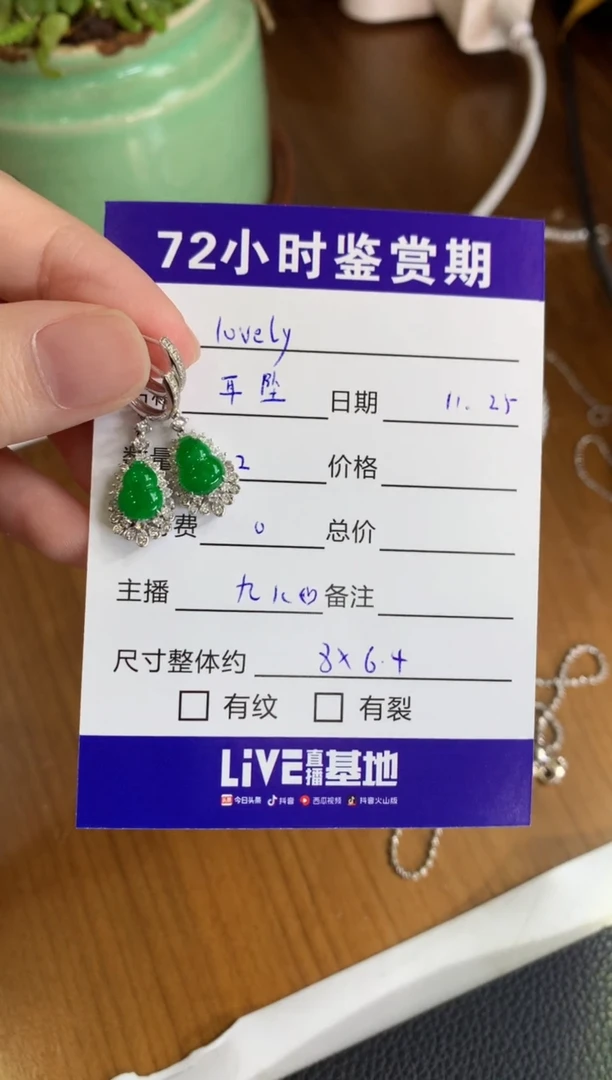 72小时鉴赏期
lovely
耳坠 日期 11.25
数量 2 价格
费 0 总价
主播 九 备注
尺寸整体约 8×6.4
有纹 有裂
LiVE直播基地
今日头条 抖音 西瓜视频 抖音火山版